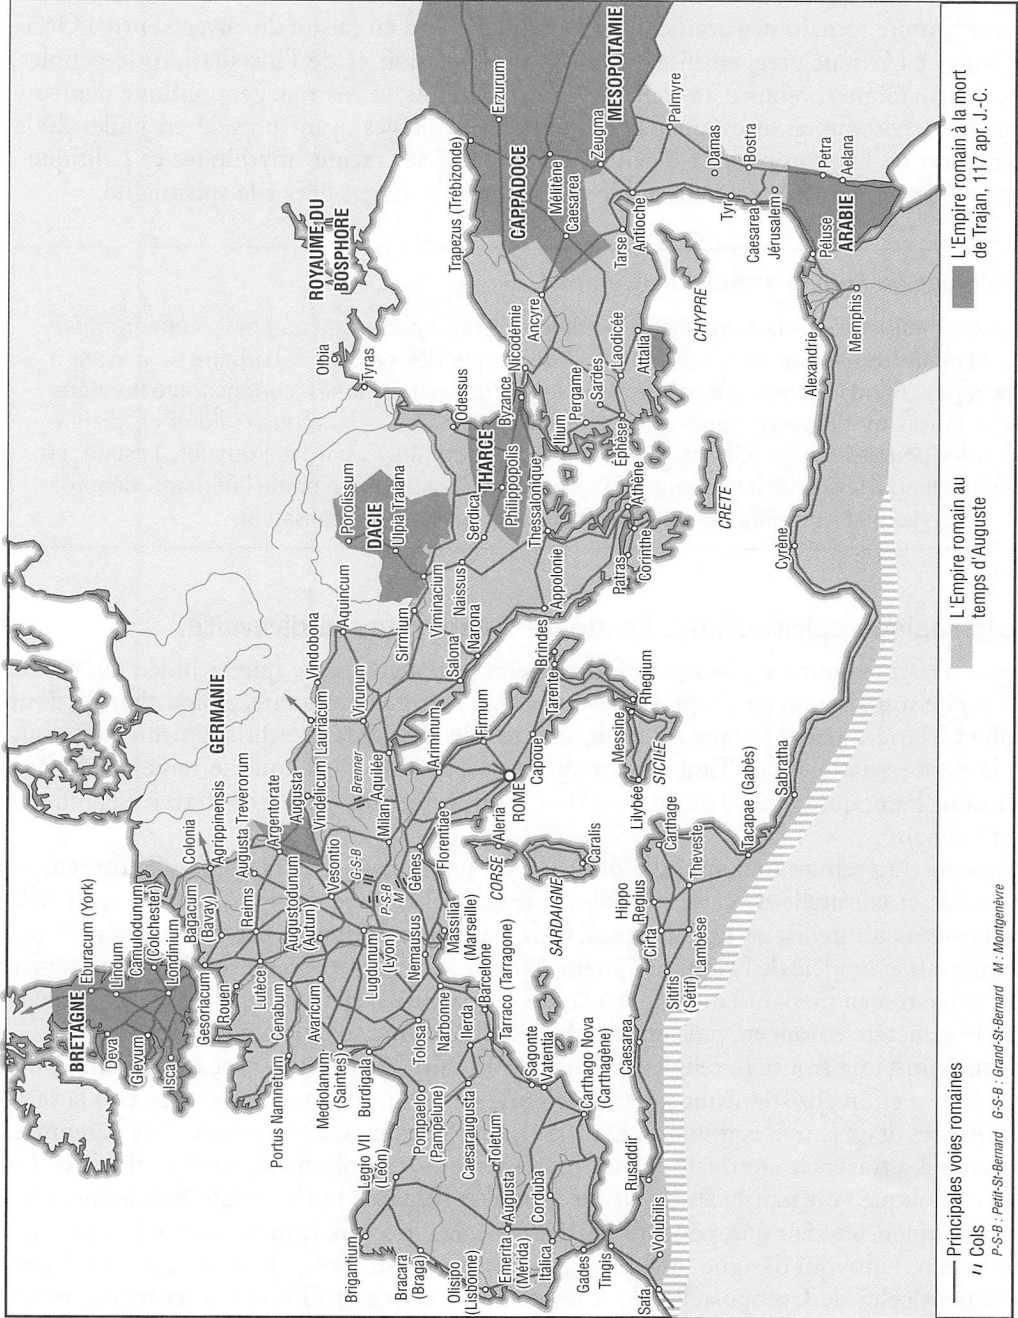 BRETAGNE
Eburacum (York)
Lindum
Deva
Camulodunum
(Colchester)
Glevum
Londinium
Isca
Gesoriacum
Rouen
Bagacum
(Bavay)
Colonia
Agrippinensis
Augusta Treverorum
GERMANIE
Reims
Lutèce
Argentorate
Augusta
Vindelicum
Lauriacum
Vindobona
Aquincum
Portus Nammetum
Cenabum
Avaricum
Augustodunum
(Autun)
Vesontio
Virunum
Brenner
Mediolanum
(Saintes)
Burdigala
Lugdunum
(Lyon)
G-S-B
P-S-B
M
Milan
Aquilée
Gênes
Nemausus
Tolosa
Narbonne
Massilia
(Marseille)
Florentiae
Ariminum
Firmum
Brigantium
Legio VII
(León)
Bracara
(Braga)
Pompaelo
(Pampelune)
Ilerda
Barcelone
Caesaraugusta
Tarraco (Tarragone)
Toletum
Olisipo
(Lisbonne)
Emerita
(Mérida)
Augusta
Sagonte
Valentia
Italica
Corduba
Carthago Nova
(Carthagène)
Gades
CORSE
Aleria
SARDAIGNE
Caralis
ROME
Capoue
Tarente
Brindes
Messine
Rhegium
Lilybée
SICILE
Tingis
Rusaddir
Volubilis
Sala
Caesarea
Sitifis
(Sétif)
Cirta
Hippo
Regius
Carthage
Lambèse
Theveste
Tacapae (Gabès)
Sabratha
Cyrène
Porolissum
DACIE
Ulpia Traiana
Sirmium
Viminacium
Salona
Naissus
Narona
Serdica
THARCE
Philippopolis
Odessus
Byzance
Thessalonique
Appolonie
Patras
Corinthe
Athène
CRETE
Olbia
Tyras
ROYAUME DU
BOSPHORE
Nicodémie
Ancyre
Illium
Pergame
Sardes
Ephèse
Laodicée
Attalia
CHYPRE
Trapezus (Trébizonde)
Erzurum
CAPPADOCE
Mélitène
Caesarea
Tarse
Antioche
Zeugma
MESOPOTAMIE
Palmyre
Damas
Tyr
Bostra
Caesarea
Jérusalem
Petra
Aelana
Péluse
ARABIE
Alexandrie
Memphis
Principales voies romaines
Cols
P-S-B : Petit-St-Bernard G-S-B : Grand-St-Bernard M : Montgenèvre
L'Empire romain au
temps d'Auguste
L'Empire romain à la mort
de Trajan, 117 apr. J.-C.